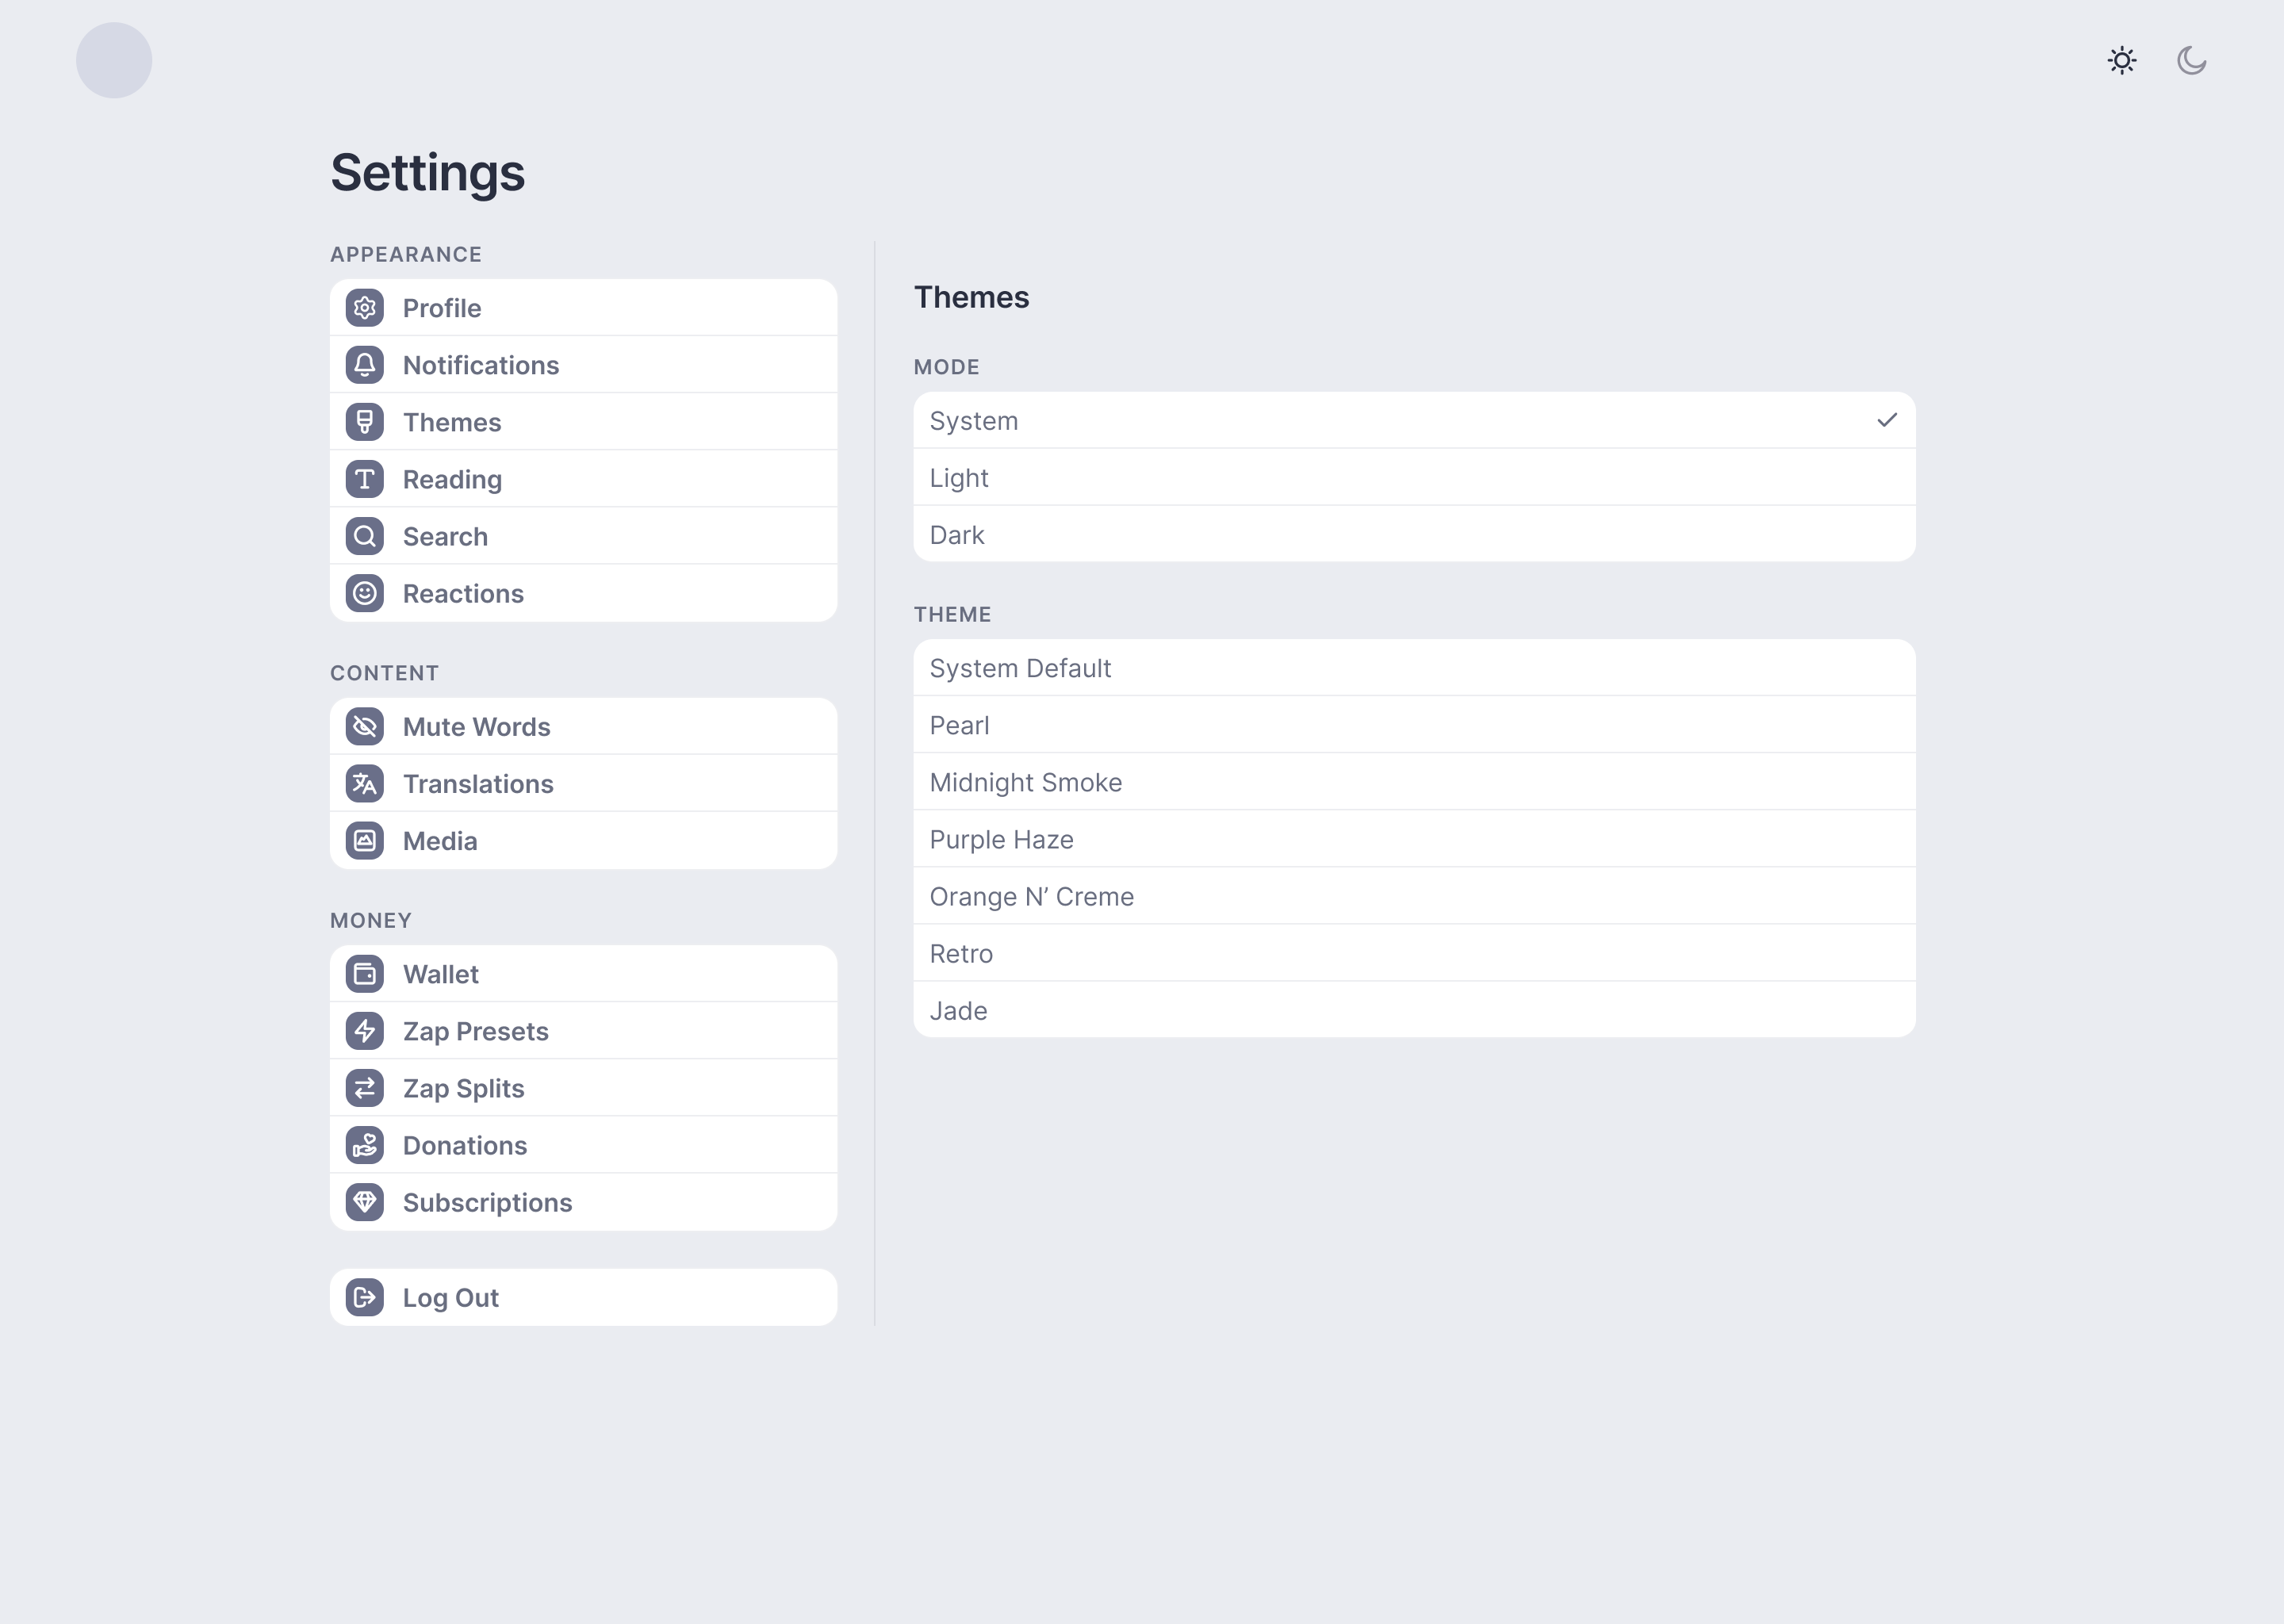 Settings
APPEARANCE
Profile
Notifications
Themes
Reading
Search
Reactions
CONTENT
Mute Words
Translations
Media
MONEY
Wallet
Zap Presets
Zap Splits
Donations
Subscriptions
Log Out
Themes
MODE
System
Light
Dark
THEME
System Default
Pearl
Midnight Smoke
Purple Haze
Orange N’ Creme
Retro
Jade